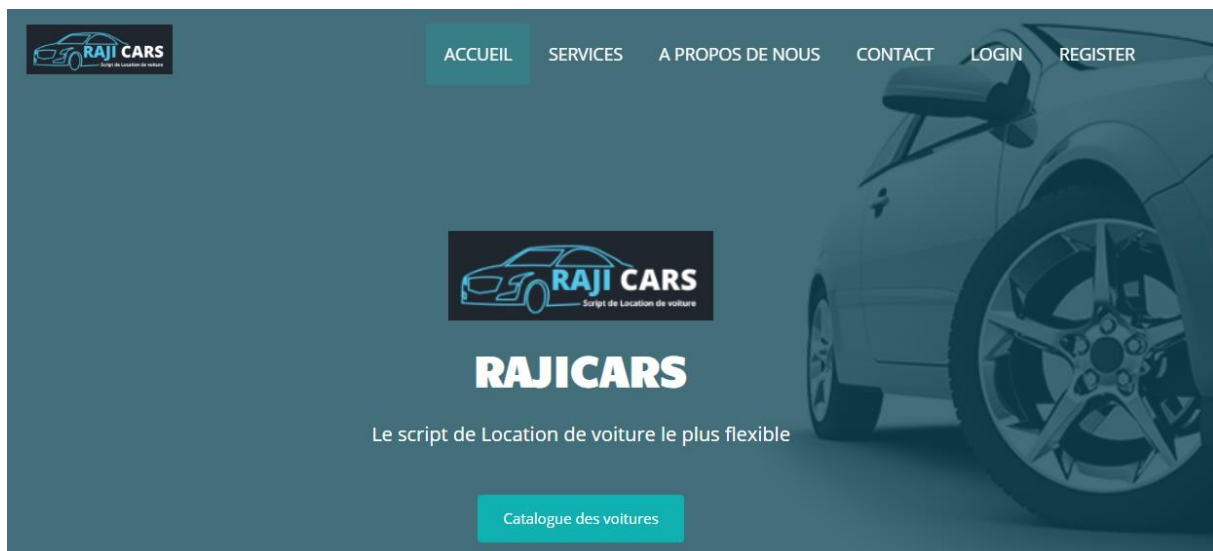 RAJI CARS
Script de Location de voiture
ACCUEIL SERVICES A PROPOS DE NOUS CONTACT LOGIN REGISTER
RAJI CARS
Script de Location de voiture
RAJICARS
Le script de Location de voiture le plus flexible
Catalogue des voitures